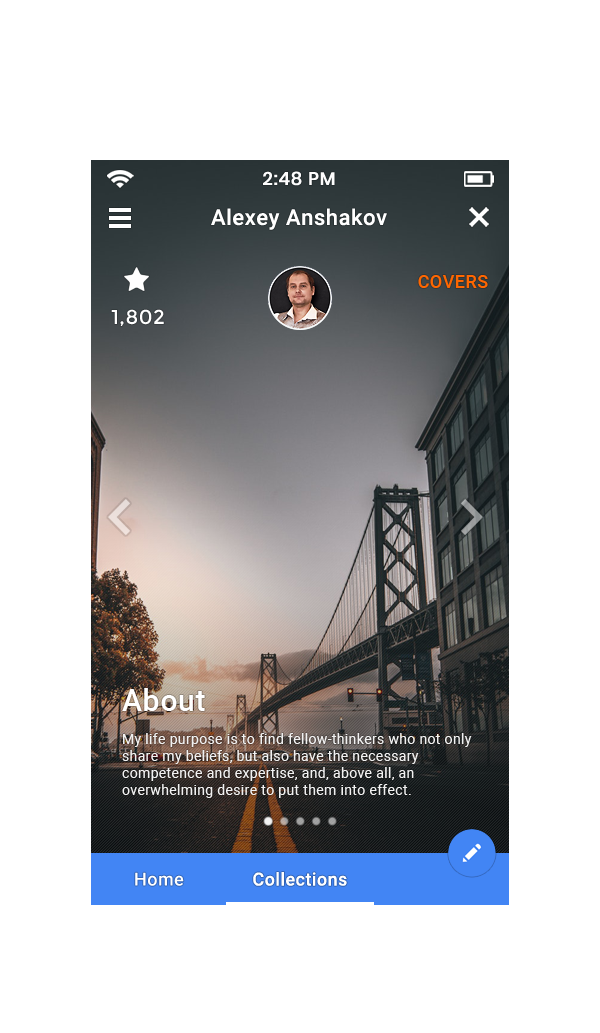 2:48 PM
Alexey Anshakov
COVERS
1,802
About
My life purpose is to find fellow-thinkers who not only
share my beliefs, but also have the necessary
competence and expertise, and, above all, an
overwhelming desire to put them into effect.
Home Collections